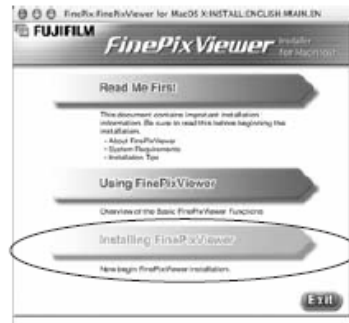 FinePix:FinePixViewer for MacOS X:INSTALL:ENGLISH:MAIN.EN
FUJIFILM
FinePixViewer Installer
for Macintosh
Read Me First
This document contains important installation
information. Be sure to read this before beginning the
installation.
- About FinePixViewer
- System Requirements
- Installation Tips
Using FinePixViewer
Overview of the Basic FinePixViewer Functions
Installing FinePixViewer
Now begin FinePixViewer installation.
Exit